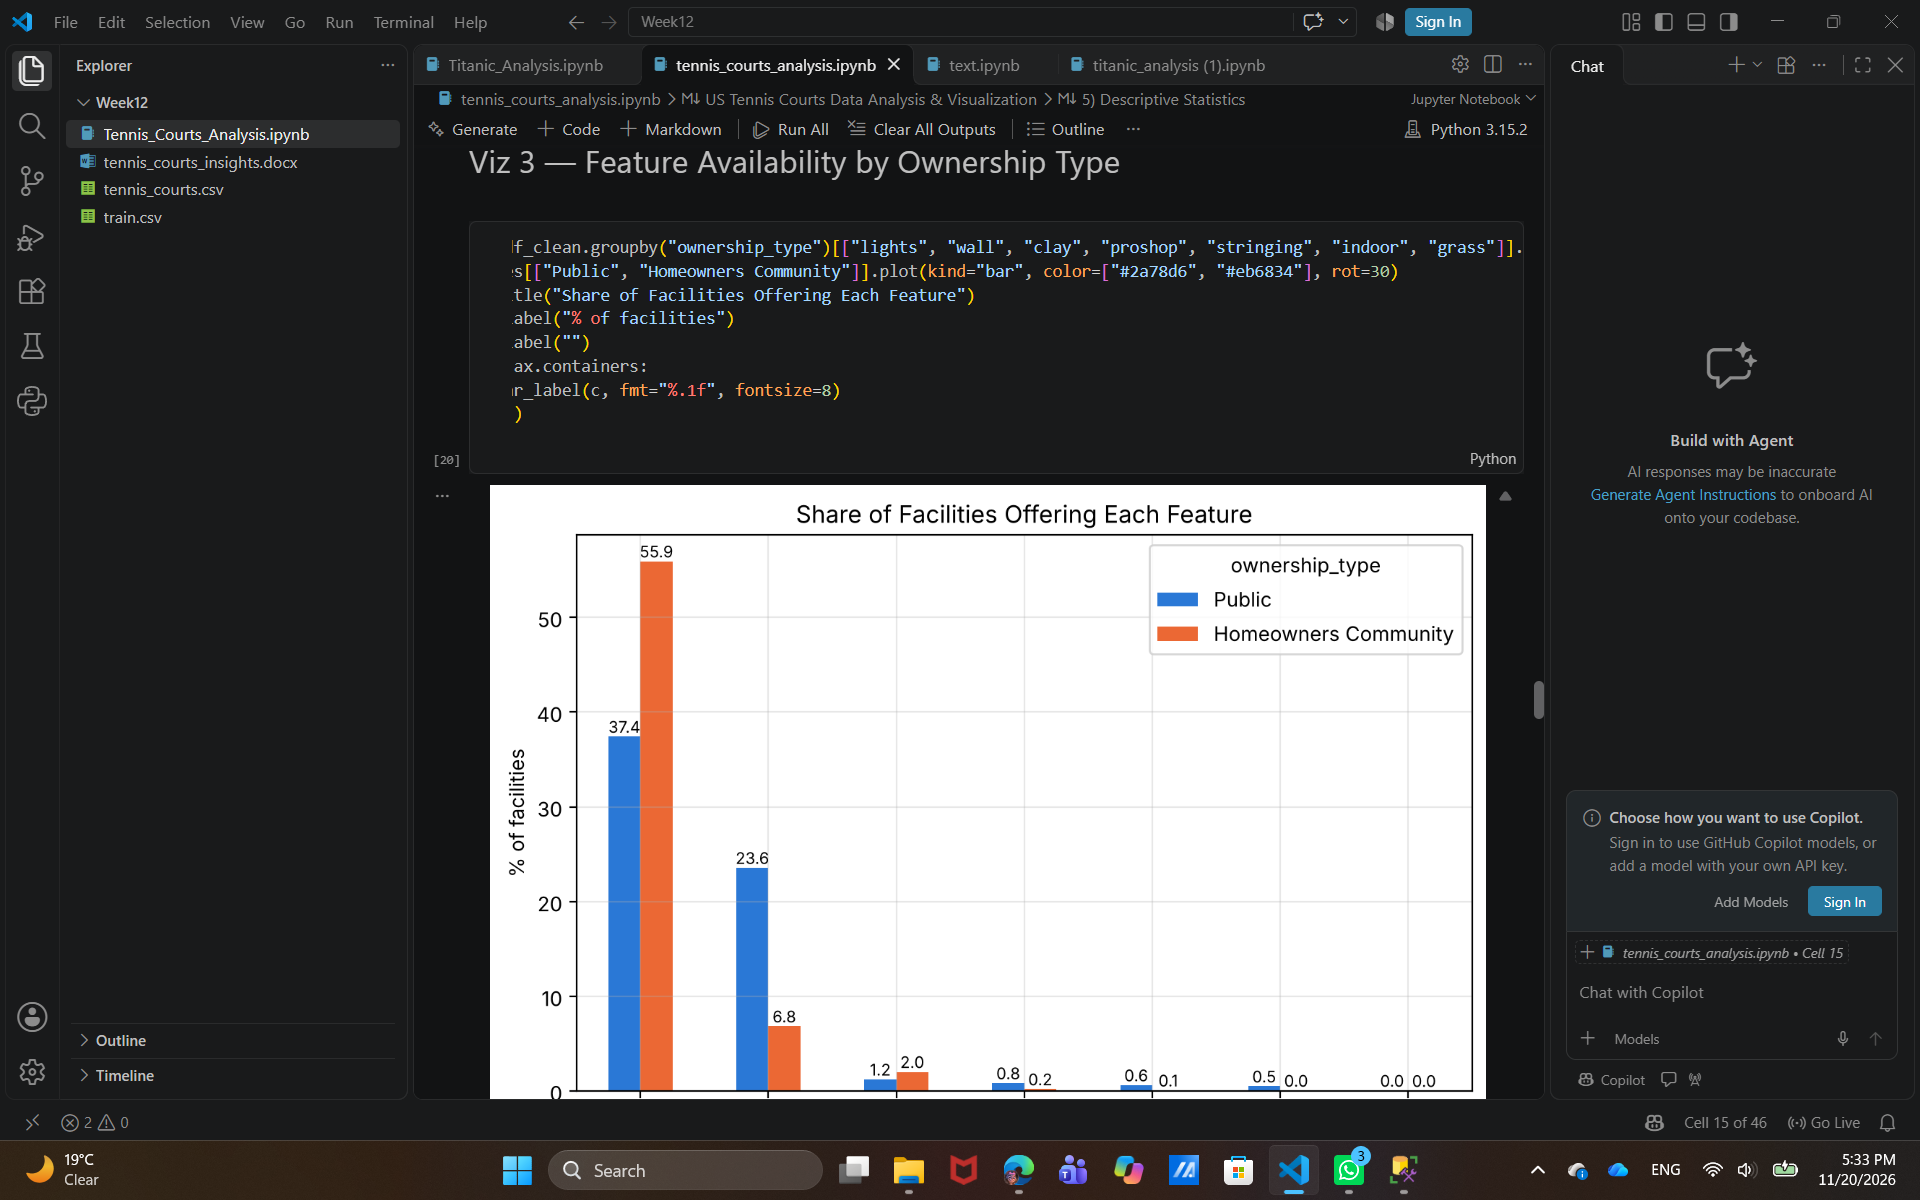 File Edit Selection View Go Run Terminal Help
Week12
Sign In
Explorer
Week12
Tennis_Courts_Analysis.ipynb
tennis_courts_insights.docx
tennis_courts.csv
train.csv
Outline
Timeline
Titanic_Analysis.ipynb
tennis_courts_analysis.ipynb
text.ipynb
titanic_analysis (1).ipynb
tennis_courts_analysis.ipynb > M↓ US Tennis Courts Data Analysis & Visualization > M↓ 5) Descriptive Statistics
Jupyter Notebook
Generate + Code + Markdown Run All Clear All Outputs Outline ...
Python 3.15.2
Viz 3 — Feature Availability by Ownership Type
f_clean.groupby("ownership_type")[["lights", "wall", "clay", "proshop", "stringing", "indoor", "grass"]].
s[["Public", "Homeowners Community"]].plot(kind="bar", color=["#2a78d6", "#eb6834"], rot=30)
tle("Share of Facilities Offering Each Feature")
abel("% of facilities")
abel("")
ax.containers:
r_label(c, fmt="%.1f", fontsize=8)
)
[20]
Python
Share of Facilities Offering Each Feature
ownership_type
Public
Homeowners Community
% of facilities
50
40
30
20
10
0
37.4
55.9
23.6
6.8
1.2
2.0
0.8
0.2
0.6
0.1
0.5
0.0
0.0
0.0
Chat
Build with Agent
AI responses may be inaccurate
Generate Agent Instructions to onboard AI
onto your codebase.
Choose how you want to use Copilot.
Sign in to use GitHub Copilot models, or
add a model with your own API key.
Add Models
Sign In
tennis_courts_analysis.ipynb • Cell 15
Chat with Copilot
Models
Copilot
2 0
Cell 15 of 46
Go Live
19°C
Clear
Search
3
ENG
5:33 PM
11/20/2026